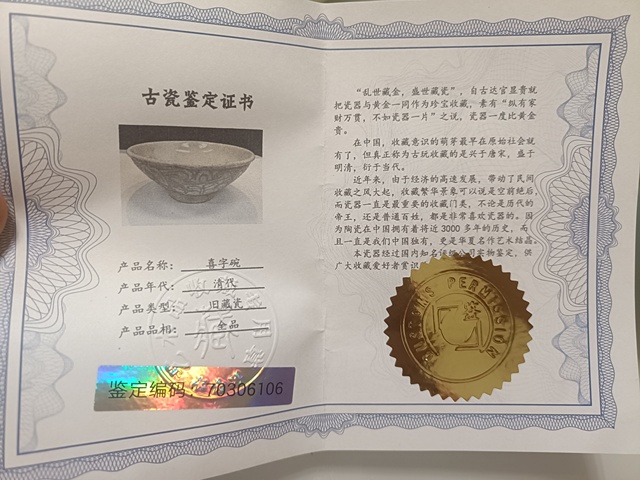 古瓷鉴定证书
产品名称：喜字碗
产品年代：清代
产品类型：旧藏瓷
产品品相：全品
鉴定编码：70306106
“乱世藏金，盛世藏瓷”，自古达官显贵就
把瓷器与黄金一同作为珍宝收藏，素有“纵有家
财万贯，不如瓷器一片”之说，瓷器一度比黄金
贵。
在中国，收藏意识的萌芽最早在原始社会就
有了，但真正称为古玩收藏的是兴于唐宋，盛于
明清，衍于当代。
近年来，由于经济的高速发展，带动了民间
收藏之风大起，收藏繁华景象可以说是空前绝后
而瓷器一直是最重要的收藏门类，不论是历代的
帝王，还是普通百姓，都是非常喜欢瓷器的。因
为陶瓷在中国拥有着将近3000多年的历史，而
且一直是我们中国独有，更是华夏名作艺术结晶。
本瓷器经过国内知名 公司实物鉴定，供
广大收藏爱好者赏识
PERMISSION